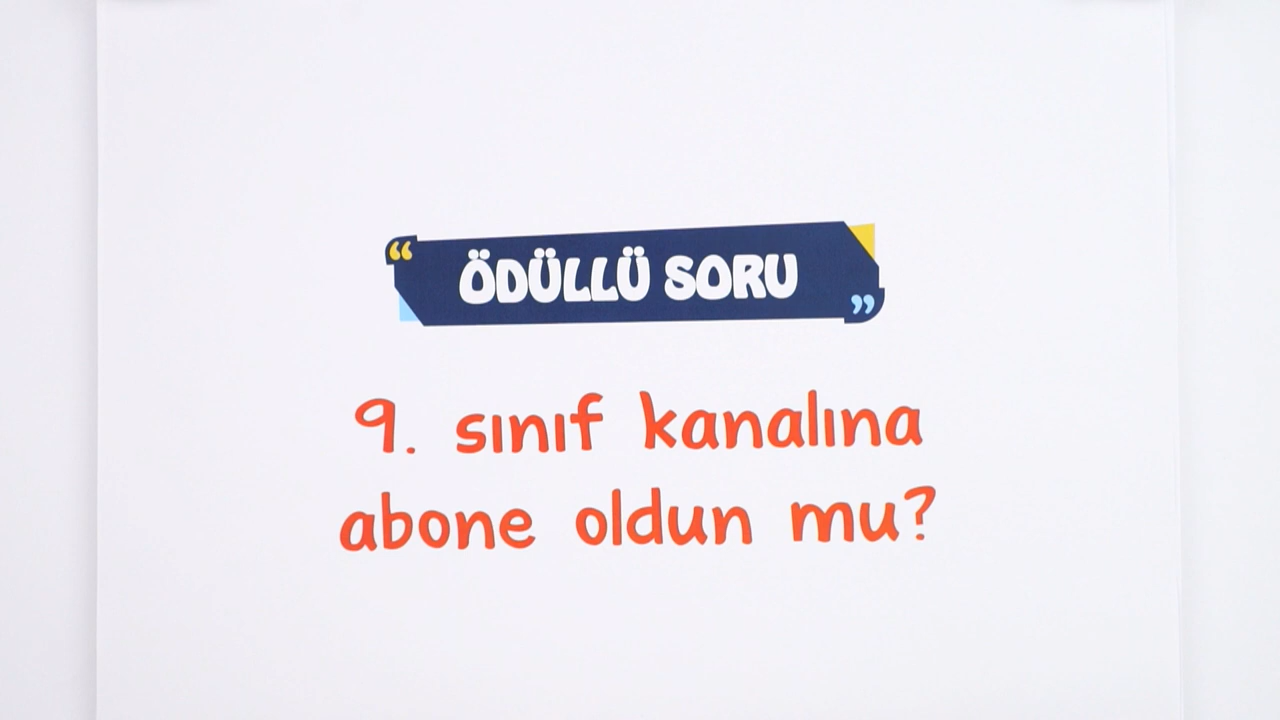 “ ÖDÜLLÜ SORU ”
9. sınıf kanalına
abone oldun mu?